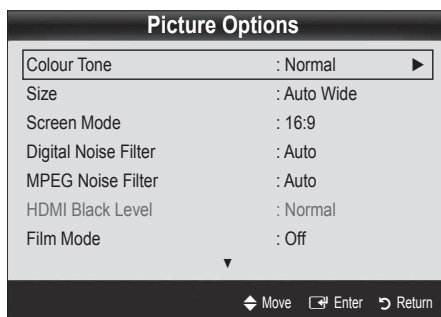 Picture Options
Colour Tone : Normal ▶
Size : Auto Wide
Screen Mode : 16:9
Digital Noise Filter : Auto
MPEG Noise Filter : Auto
HDMI Black Level : Normal
Film Mode : Off
▼
Move Enter Return